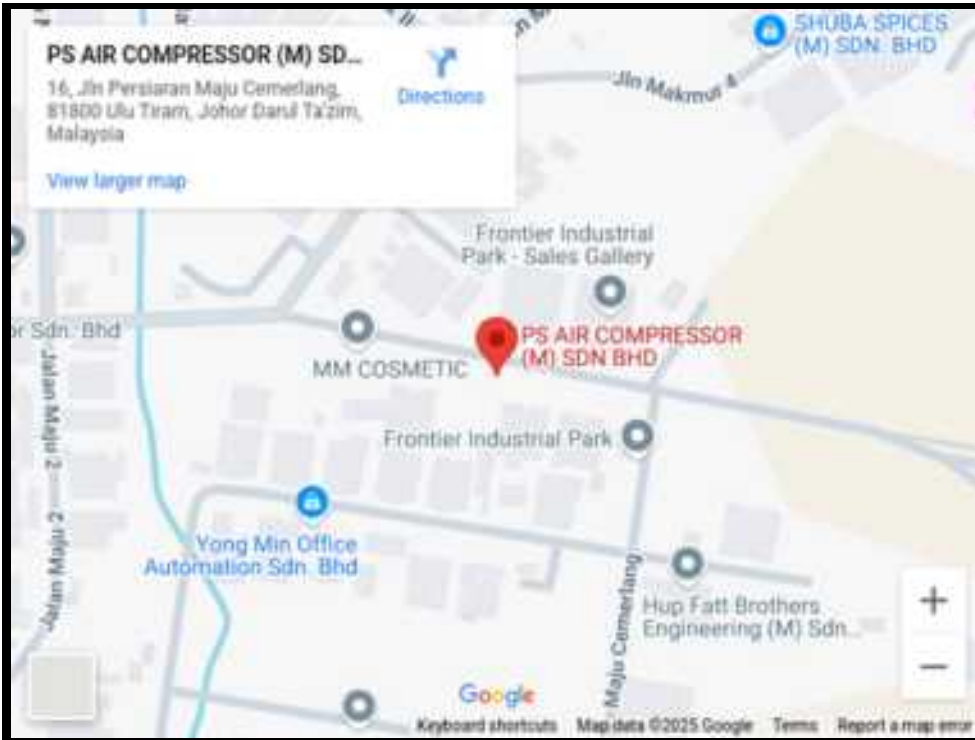 PS AIR COMPRESSOR (M) SD...
16, Jln Persiaran Maju Cemerlang,
81800 Ulu Tiram, Johor Darul Ta'zim,
Malaysia
Directions
View larger map
SHUBA SPICES
(M) SDN. BHD
Jln Makmur 4
Frontier Industrial
Park - Sales Gallery
Sdn. Bhd
MM COSMETIC
PS AIR COMPRESSOR
(M) SDN BHD
Jalan Maju 2
Frontier Industrial Park
Yong Min Office
Automation Sdn. Bhd
Jalan Maju 2
Maju Cemerlang
Hup Fatt Brothers
Engineering (M) Sdn...
+
−
Google
Keyboard shortcuts
Map data ©2025 Google
Terms
Report a map error